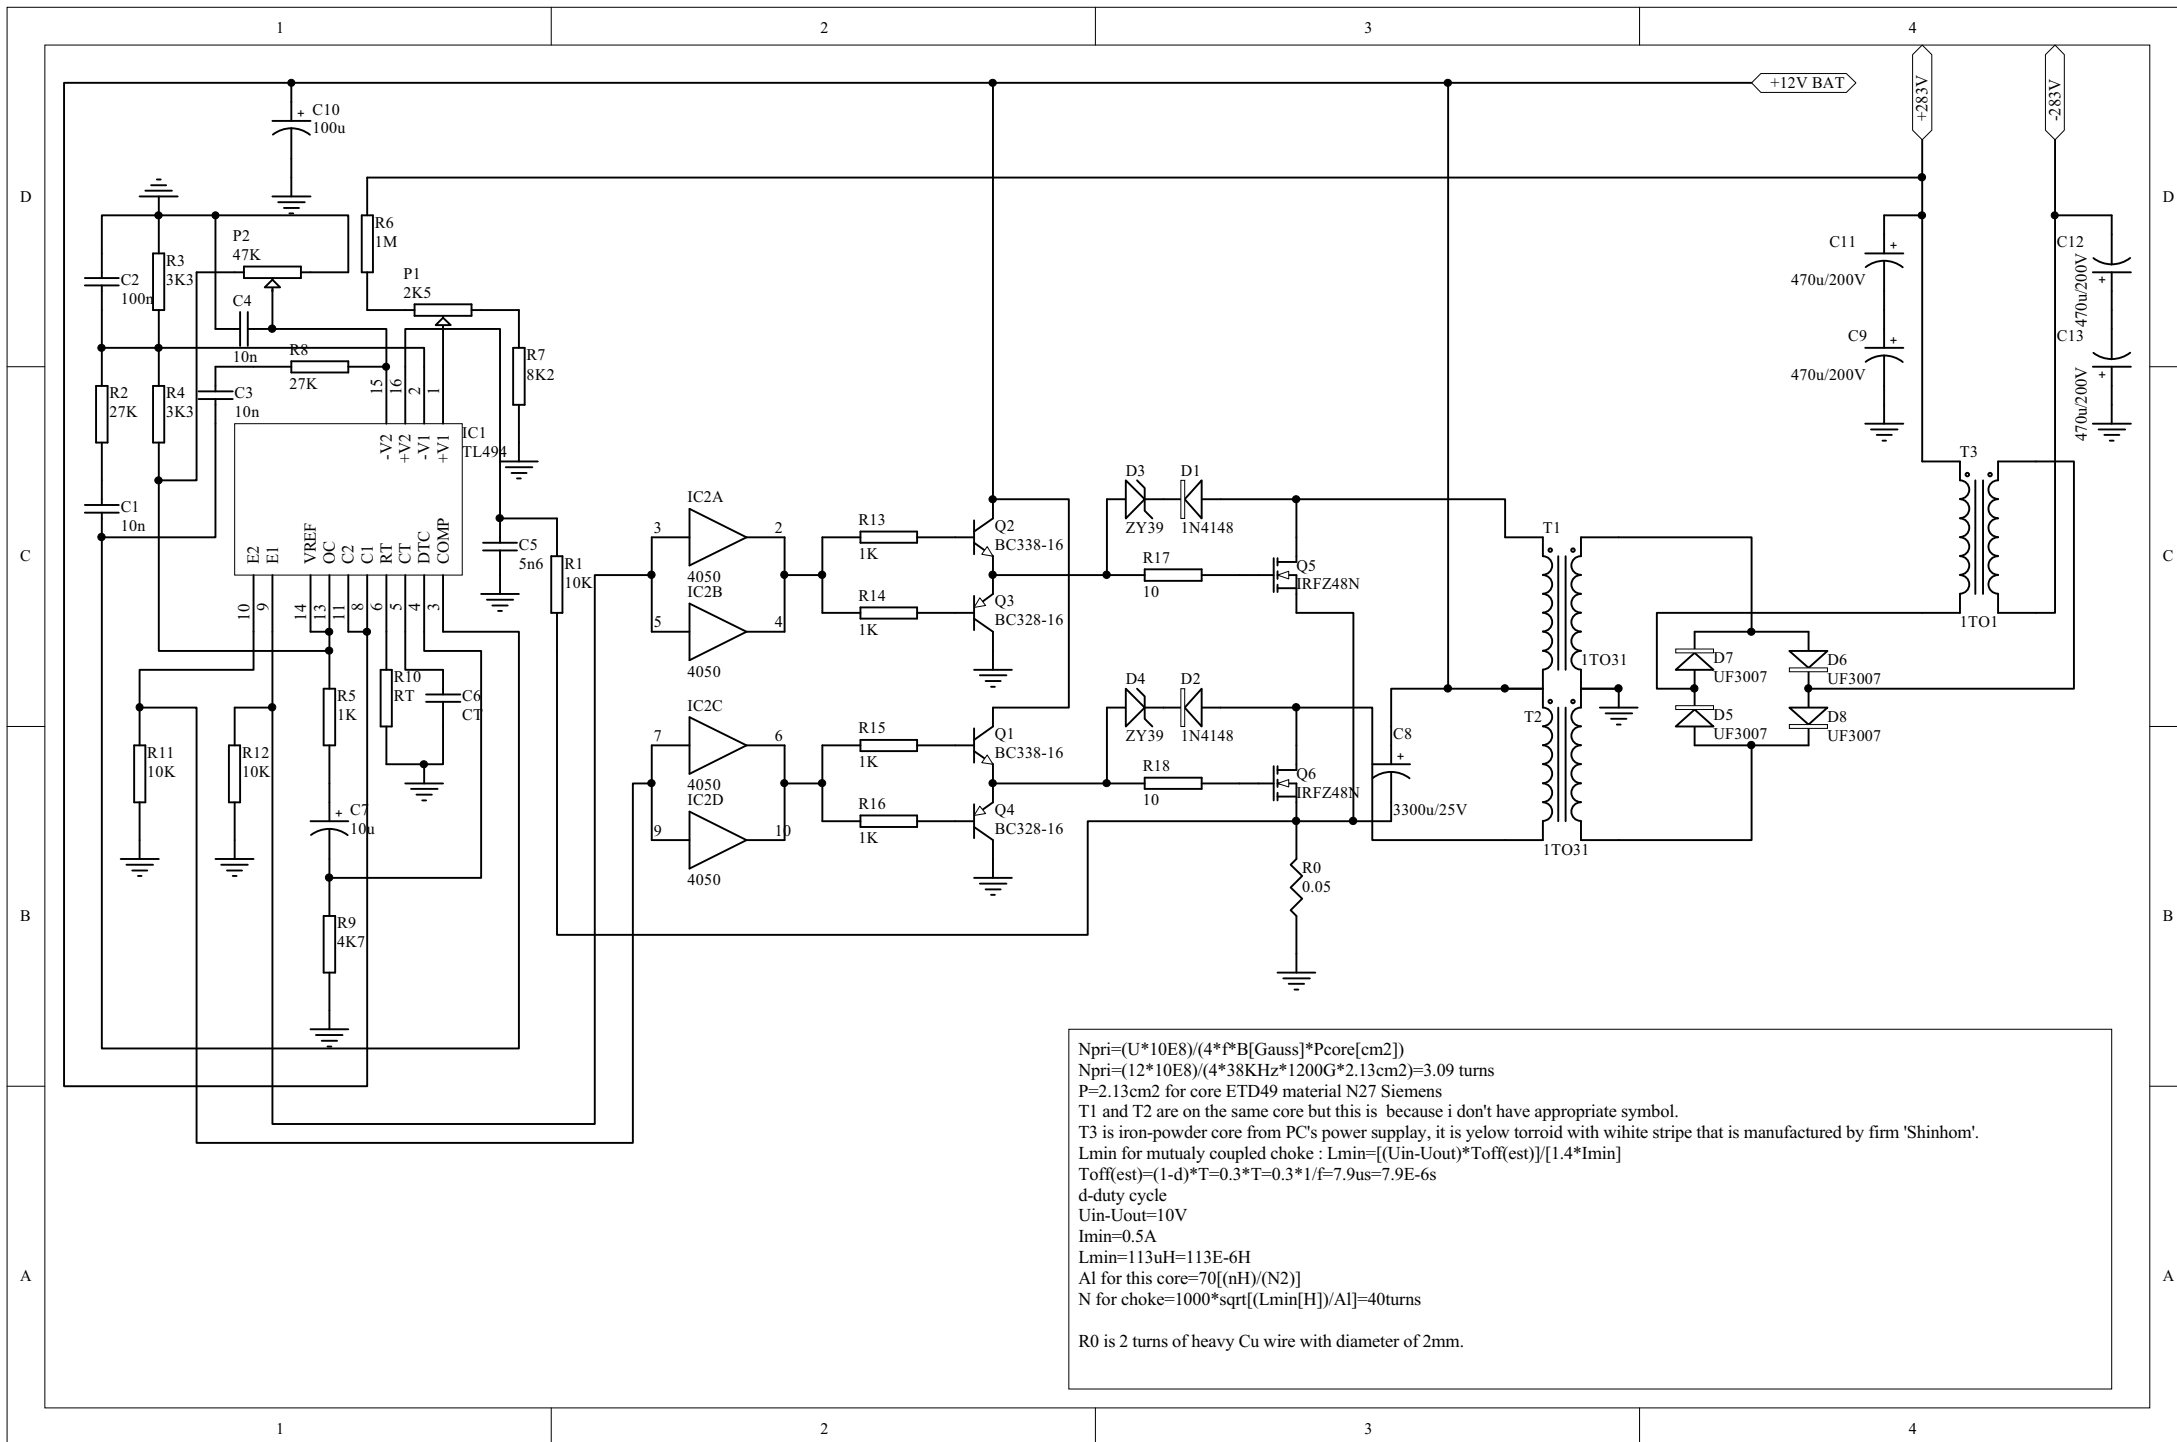 1 2 3 4
D
D
C
C
B
B
A
A
1 2 3 4
+12V BAT
+283V
-283V
C10
100u
R6
1M
P2
47K
R3
3K3
C2
100n
C4
10n
P1
2K5
R8
27K
R7
8K2
R2
27K
R4
3K3
C3
10n
C1
10n
15
16
2
1
-V2
+V2
-V1
+V1
IC1
TL494
E2
E1
VREF
OC
C2
C1
RT
CT
DTC
COMP
10
9
14
13
11
8
6
5
4
3
C5
5n6
R1
10K
R10
RT
C6
CT
R5
1K
R11
10K
R12
10K
C7
10u
R9
4K7
IC2A
3
2
4050
IC2B
5
4
4050
IC2C
7
6
4050
IC2D
9
10
4050
R13
1K
R14
1K
R15
1K
R16
1K
Q2
BC338-16
Q3
BC328-16
Q1
BC338-16
Q4
BC328-16
D3
ZY39
D1
1N4148
R17
10
Q5
IRFZ48N
D4
ZY39
D2
1N4148
R18
10
Q6
IRFZ48N
C8
3300u/25V
R0
0.05
T1
1TO31
T2
1TO31
D7
UF3007
D6
UF3007
D5
UF3007
D8
UF3007
T3
1TO1
C11
470u/200V
C9
470u/200V
C12
470u/200V
C13
470u/200V
Npri=(U*10E8)/(4*f*B[Gauss]*Pcore[cm2])
Npri=(12*10E8)/(4*38KHz*1200G*2.13cm2)=3.09 turns
P=2.13cm2 for core ETD49 material N27 Siemens
T1 and T2 are on the same core but this is because i don't have appropriate symbol.
T3 is iron-powder core from PC's power supplay, it is yelow torroid with wihite stripe that is manufactured by firm 'Shinhom'.
Lmin for mutualy coupled choke : Lmin=[(Uin-Uout)*Toff(est)]/[1.4*Imin]
Toff(est)=(1-d)*T=0.3*T=0.3*1/f=7.9us=7.9E-6s
d-duty cycle
Uin-Uout=10V
Imin=0.5A
Lmin=113uH=113E-6H
Al for this core=70[(nH)/(N2)]
N for choke=1000*sqrt[(Lmin[H])/Al]=40turns
R0 is 2 turns of heavy Cu wire with diameter of 2mm.